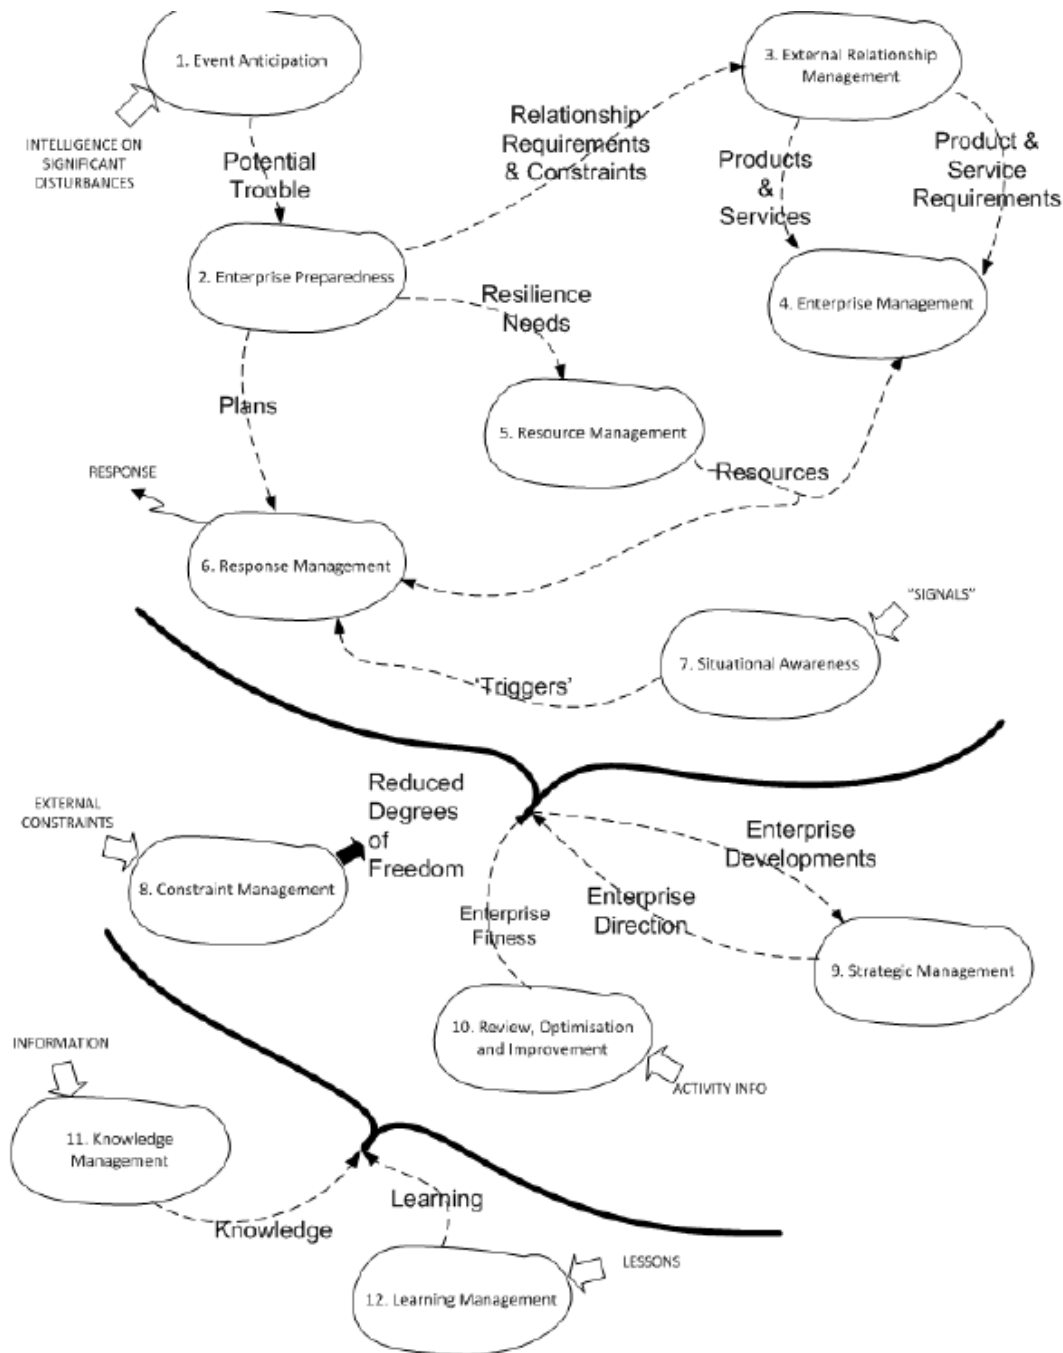 1. Event Anticipation
3. External Relationship
Management
INTELLIGENCE ON
SIGNIFICANT
DISTURBANCES
Potential
Trouble
Relationship
Requirements
& Constraints
Products
&
Services
Product &
Service
Requirements
2. Enterprise Preparedness
4. Enterprise Management
Resilience
Needs
Plans
5. Resource Management
RESPONSE
Resources
6. Response Management
"SIGNALS"
7. Situational Awareness
'Triggers'
Reduced
Degrees
of
Freedom
EXTERNAL
CONSTRAINTS
8. Constraint Management
Enterprise
Developments
Enterprise
Direction
Enterprise
Fitness
9. Strategic Management
10. Review, Optimisation
and Improvement
ACTIVITY INFO
INFORMATION
11. Knowledge
Management
Knowledge
Learning
LESSONS
12. Learning Management